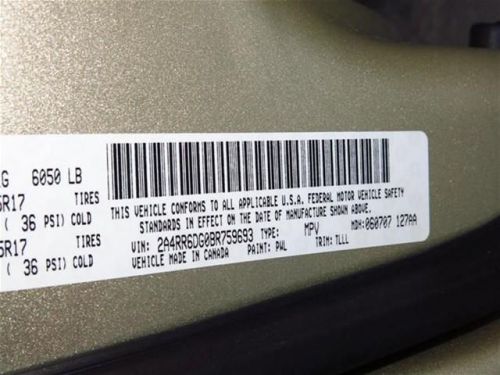 G 6050 LB
5R17 TIRES
( 36 PSI) COLD
5R17 TIRES
( 36 PSI) COLD
THIS VEHICLE CONFORMS TO ALL APPLICABLE U.S.A. FEDERAL MOTOR VEHICLE SAFETY
STANDARDS IN EFFECT ON THE DATE OF MANUFACTURE SHOWN ABOVE
VIN: 2A4RR6DG0BR759693 TYPE: MPV MDH: 060707 127AA
VEHICLE MADE IN CANADA PAINT: PWL TRIM: TLLL